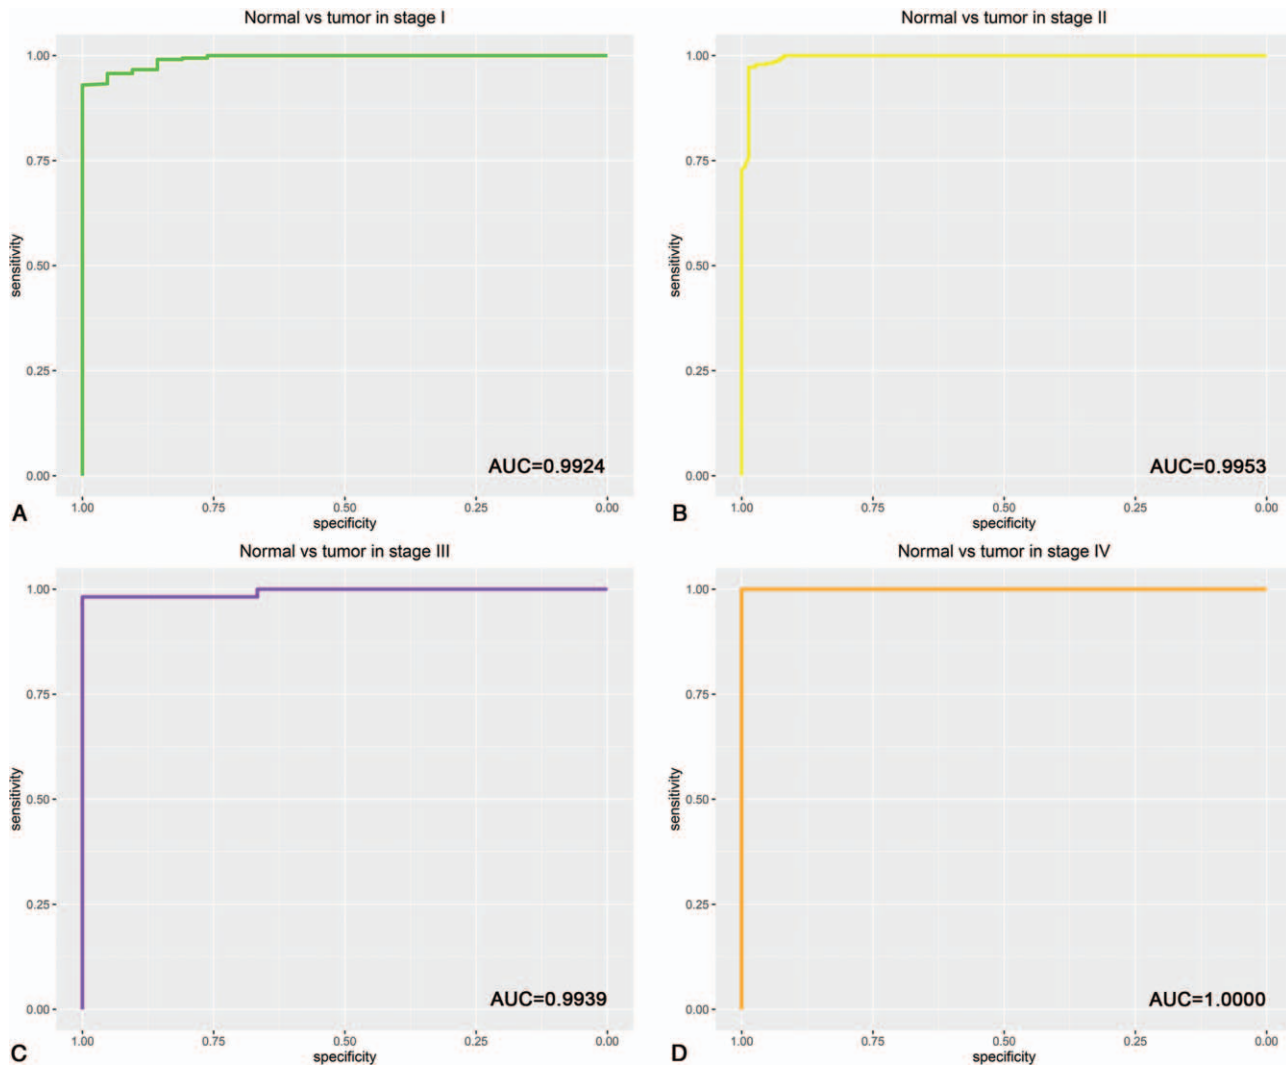 Normal vs tumor in stage I
1.00
0.75
0.50
0.25
0.00
sensitivity
AUC=0.9924
1.00 0.75 0.50 0.25 0.00
specificity
A
Normal vs tumor in stage II
1.00
0.75
0.50
0.25
0.00
sensitivity
AUC=0.9953
1.00 0.75 0.50 0.25 0.00
specificity
B
Normal vs tumor in stage III
1.00
0.75
0.50
0.25
0.00
sensitivity
AUC=0.9939
1.00 0.75 0.50 0.25 0.00
specificity
C
Normal vs tumor in stage IV
1.00
0.75
0.50
0.25
0.00
sensitivity
AUC=1.0000
1.00 0.75 0.50 0.25 0.00
specificity
D